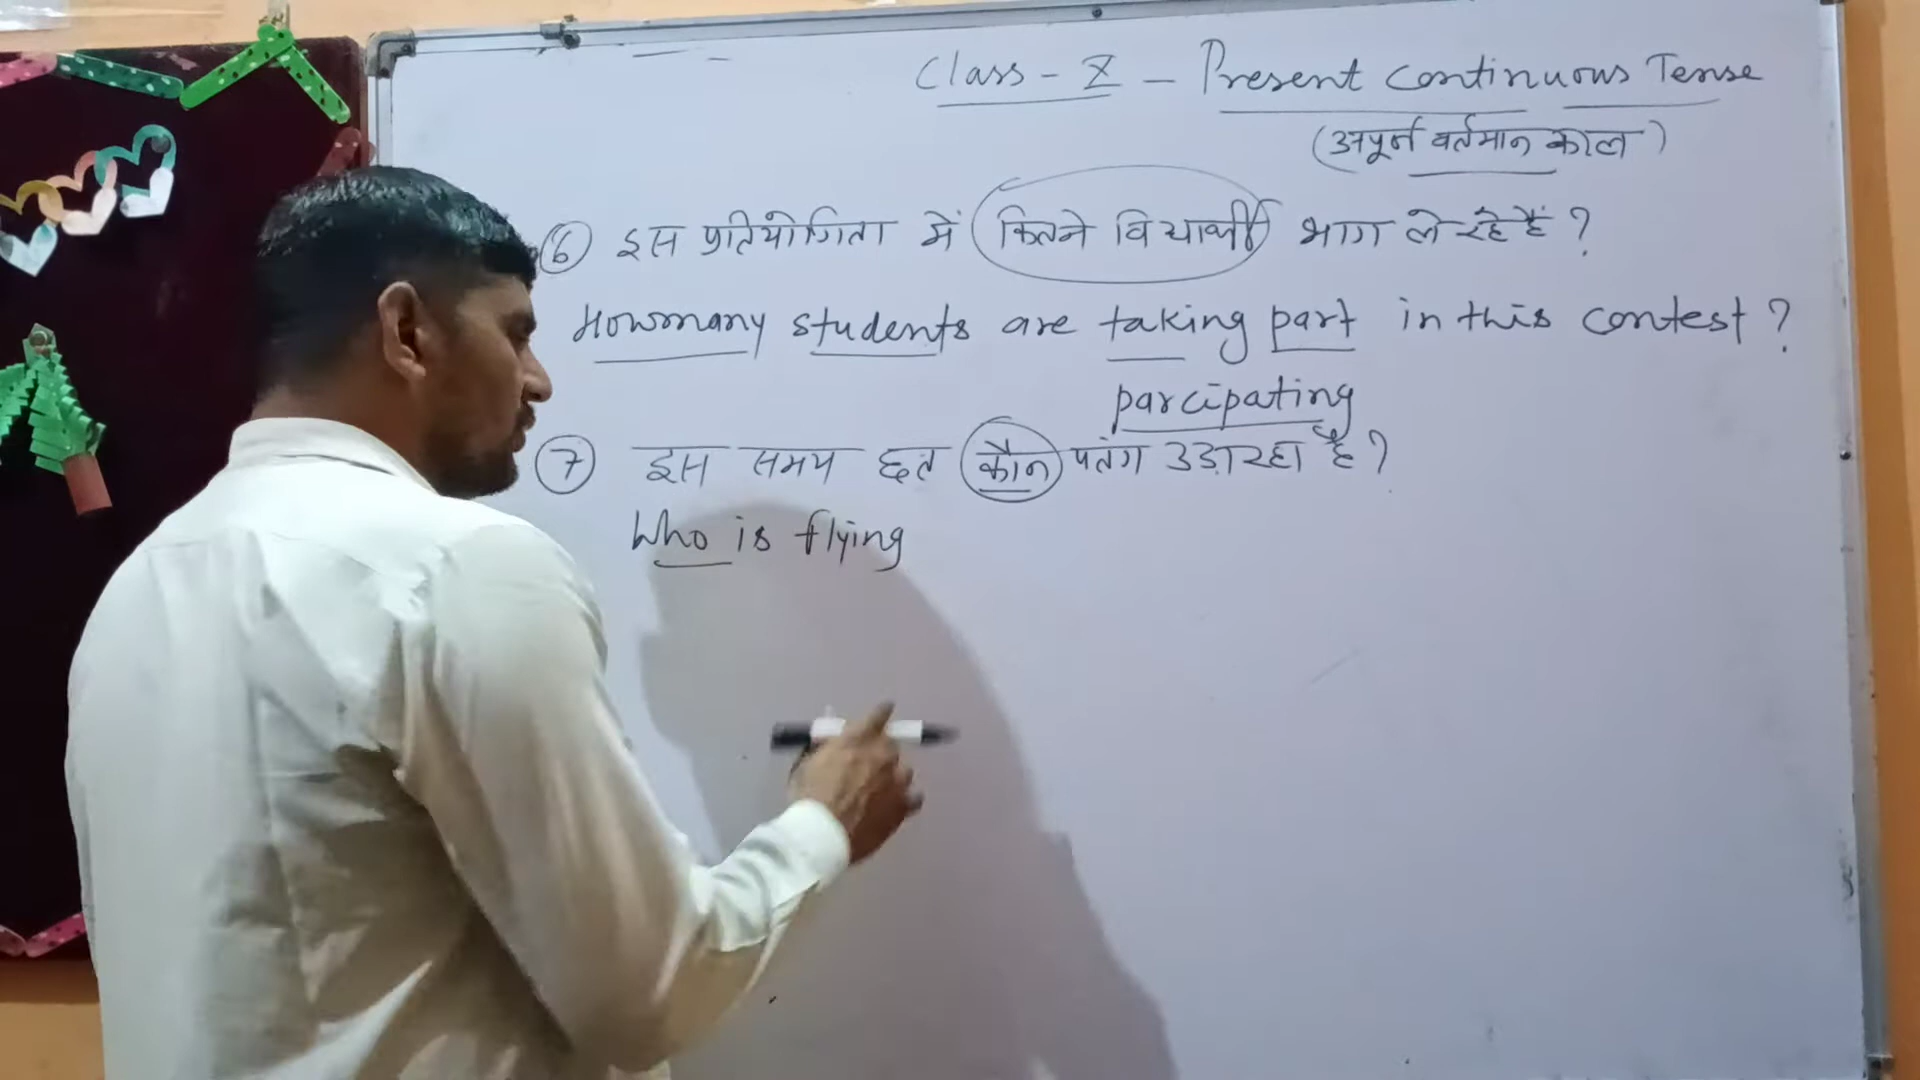 Class - X - Present Continuous Tense
(अपूर्न वर्तमान काल)
6 इस प्रतियोगिता में कितने विद्यार्थी भाग ले रहे हैं ?
Howmany students are taking part in this contest ?
parcipating
7 इस समय छत कौन पतंग उड़ा रहा है ?
Who is flying